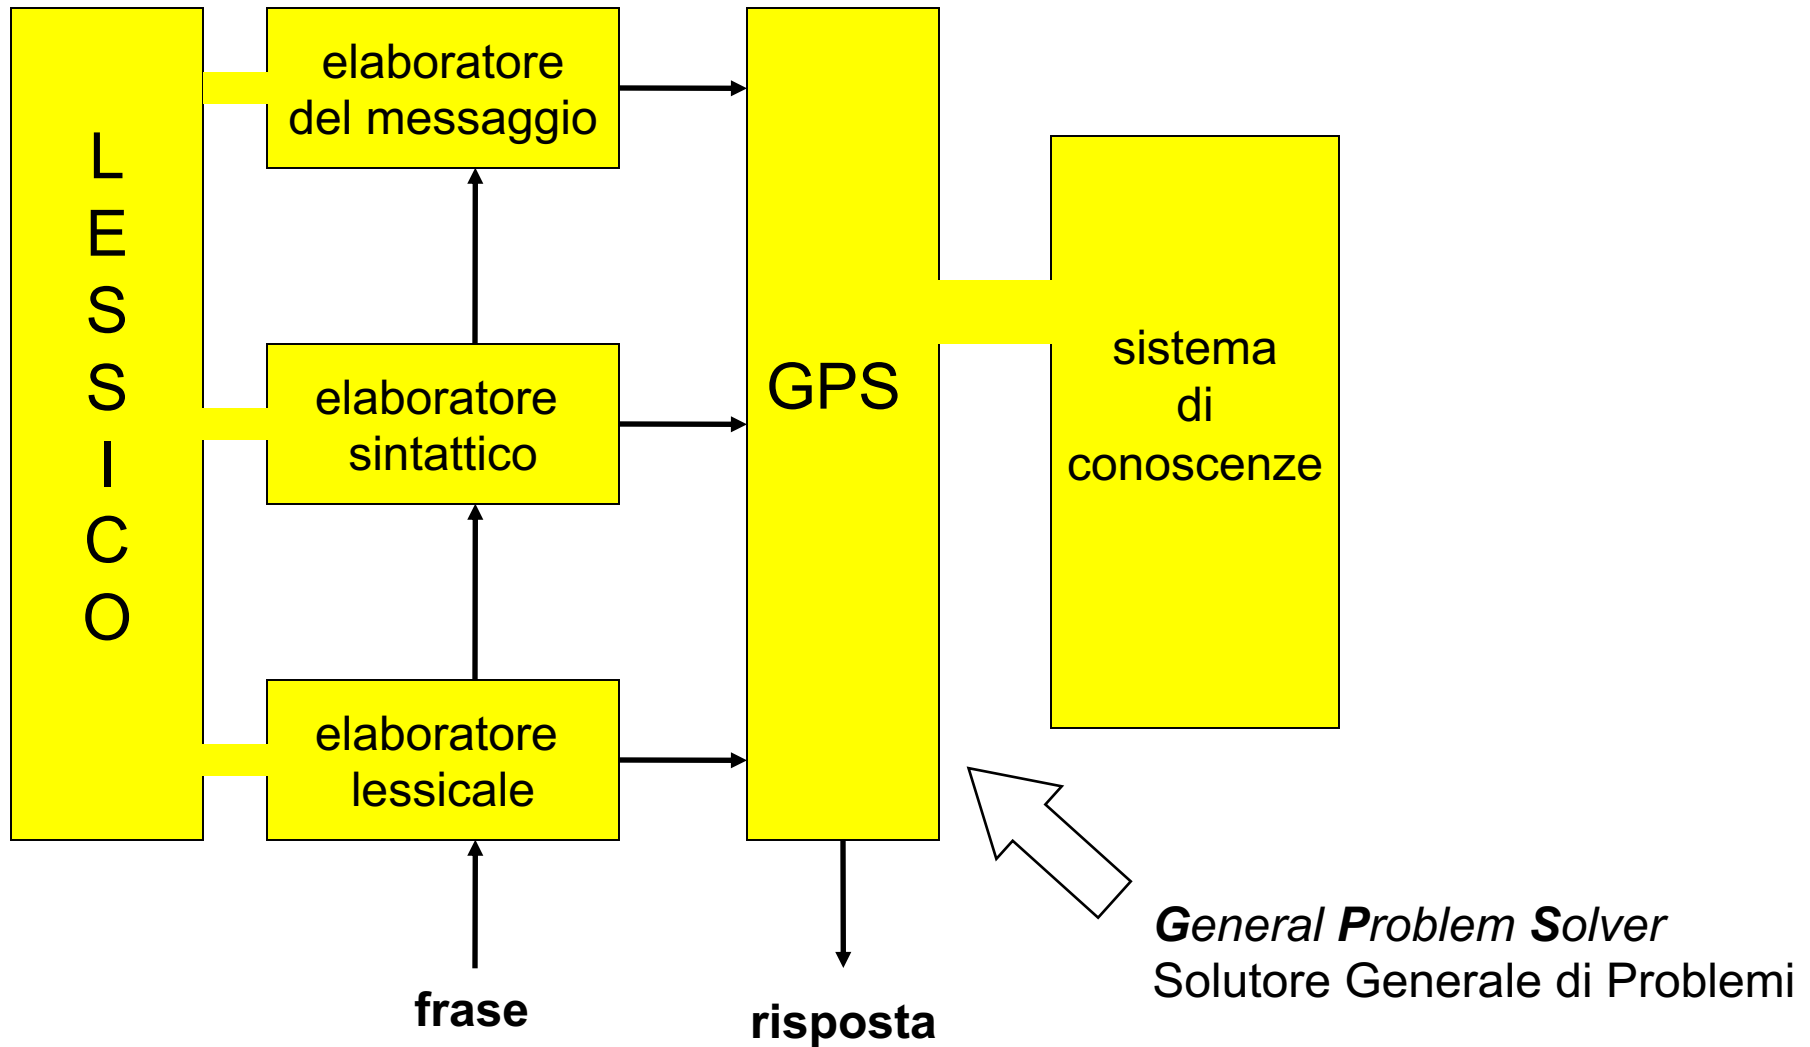 L
E
S
S
I
C
O
elaboratore
del messaggio
elaboratore
sintattico
elaboratore
lessicale
frase
GPS
risposta
sistema
di
conoscenze
General Problem Solver
Solutore Generale di Problemi